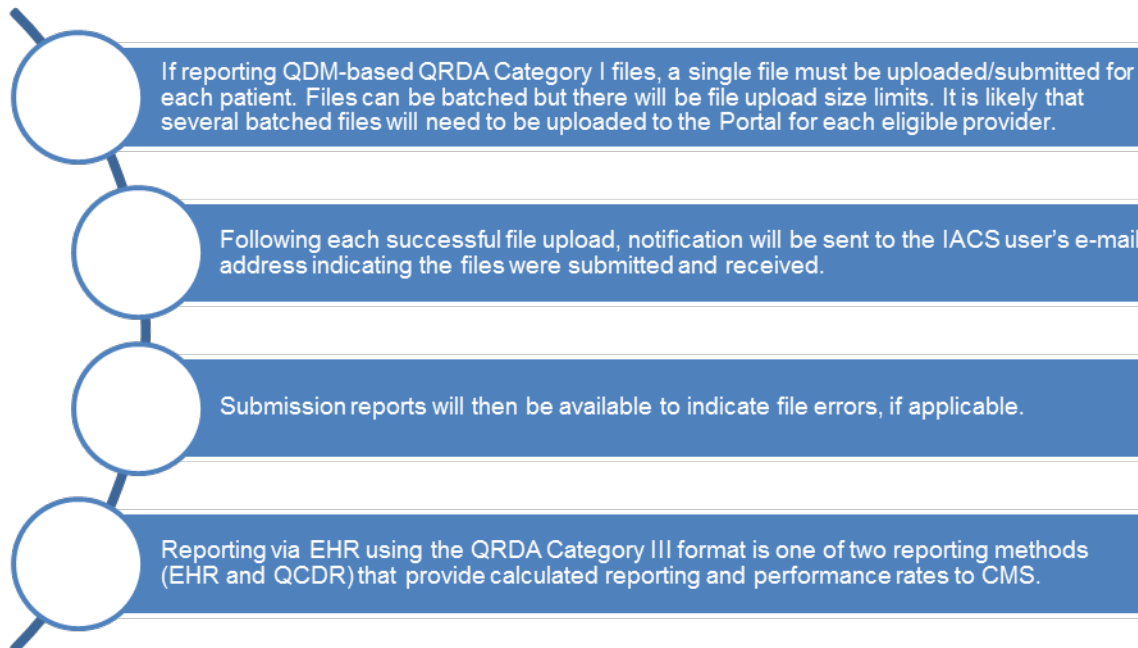 If reporting QDM-based QRDA Category I files, a single file must be uploaded/submitted for
each patient. Files can be batched but there will be file upload size limits. It is likely that
several batched files will need to be uploaded to the Portal for each eligible provider.
Following each successful file upload, notification will be sent to the IACS user's e-mail
address indicating the files were submitted and received.
Submission reports will then be available to indicate file errors, if applicable.
Reporting via EHR using the QRDA Category III format is one of two reporting methods
(EHR and QCDR) that provide calculated reporting and performance rates to CMS.